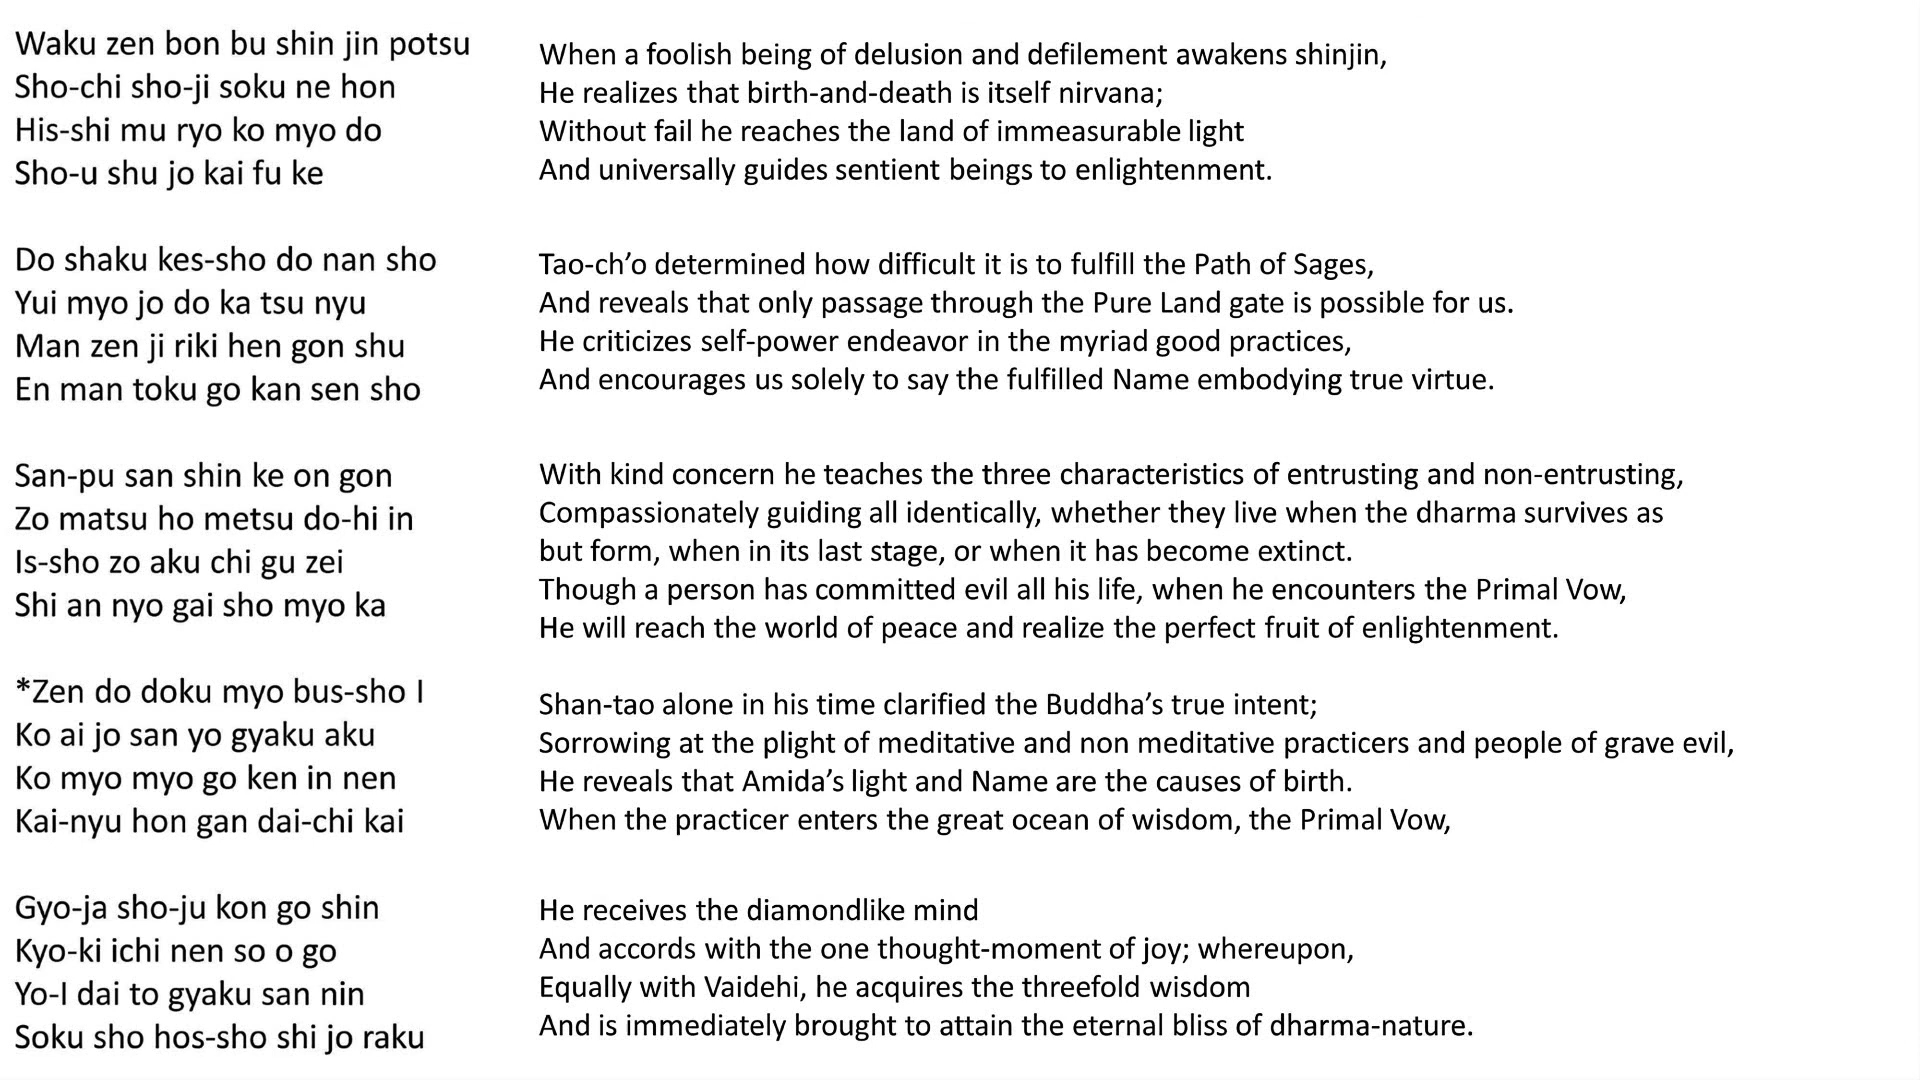 Waku zen bon bu shin jin potsu
Sho-chi sho-ji soku ne hon
His-shi mu ryo ko myo do
Sho-u shu jo kai fu ke
When a foolish being of delusion and defilement awakens shinjin,
He realizes that birth-and-death is itself nirvana;
Without fail he reaches the land of immeasurable light
And universally guides sentient beings to enlightenment.
Do shaku kes-sho do nan sho
Yui myo jo do ka tsu nyu
Man zen ji riki hen gon shu
En man toku go kan sen sho
Tao-ch’o determined how difficult it is to fulfill the Path of Sages,
And reveals that only passage through the Pure Land gate is possible for us.
He criticizes self-power endeavor in the myriad good practices,
And encourages us solely to say the fulfilled Name embodying true virtue.
San-pu san shin ke on gon
Zo matsu ho metsu do-hi in
Is-sho zo aku chi gu zei
Shi an nyo gai sho myo ka
With kind concern he teaches the three characteristics of entrusting and non-entrusting,
Compassionately guiding all identically, whether they live when the dharma survives as
but form, when in its last stage, or when it has become extinct.
Though a person has committed evil all his life, when he encounters the Primal Vow,
He will reach the world of peace and realize the perfect fruit of enlightenment.
*Zen do doku myo bus-sho I
Ko ai jo san yo gyaku aku
Ko myo myo go ken in nen
Kai-nyu hon gan dai-chi kai
Shan-tao alone in his time clarified the Buddha’s true intent;
Sorrowing at the plight of meditative and non meditative practicers and people of grave evil,
He reveals that Amida’s light and Name are the causes of birth.
When the practicer enters the great ocean of wisdom, the Primal Vow,
Gyo-ja sho-ju kon go shin
Kyo-ki ichi nen so o go
Yo-I dai to gyaku san nin
Soku sho hos-sho shi jo raku
He receives the diamondlike mind
And accords with the one thought-moment of joy; whereupon,
Equally with Vaidehi, he acquires the threefold wisdom
And is immediately brought to attain the eternal bliss of dharma-nature.